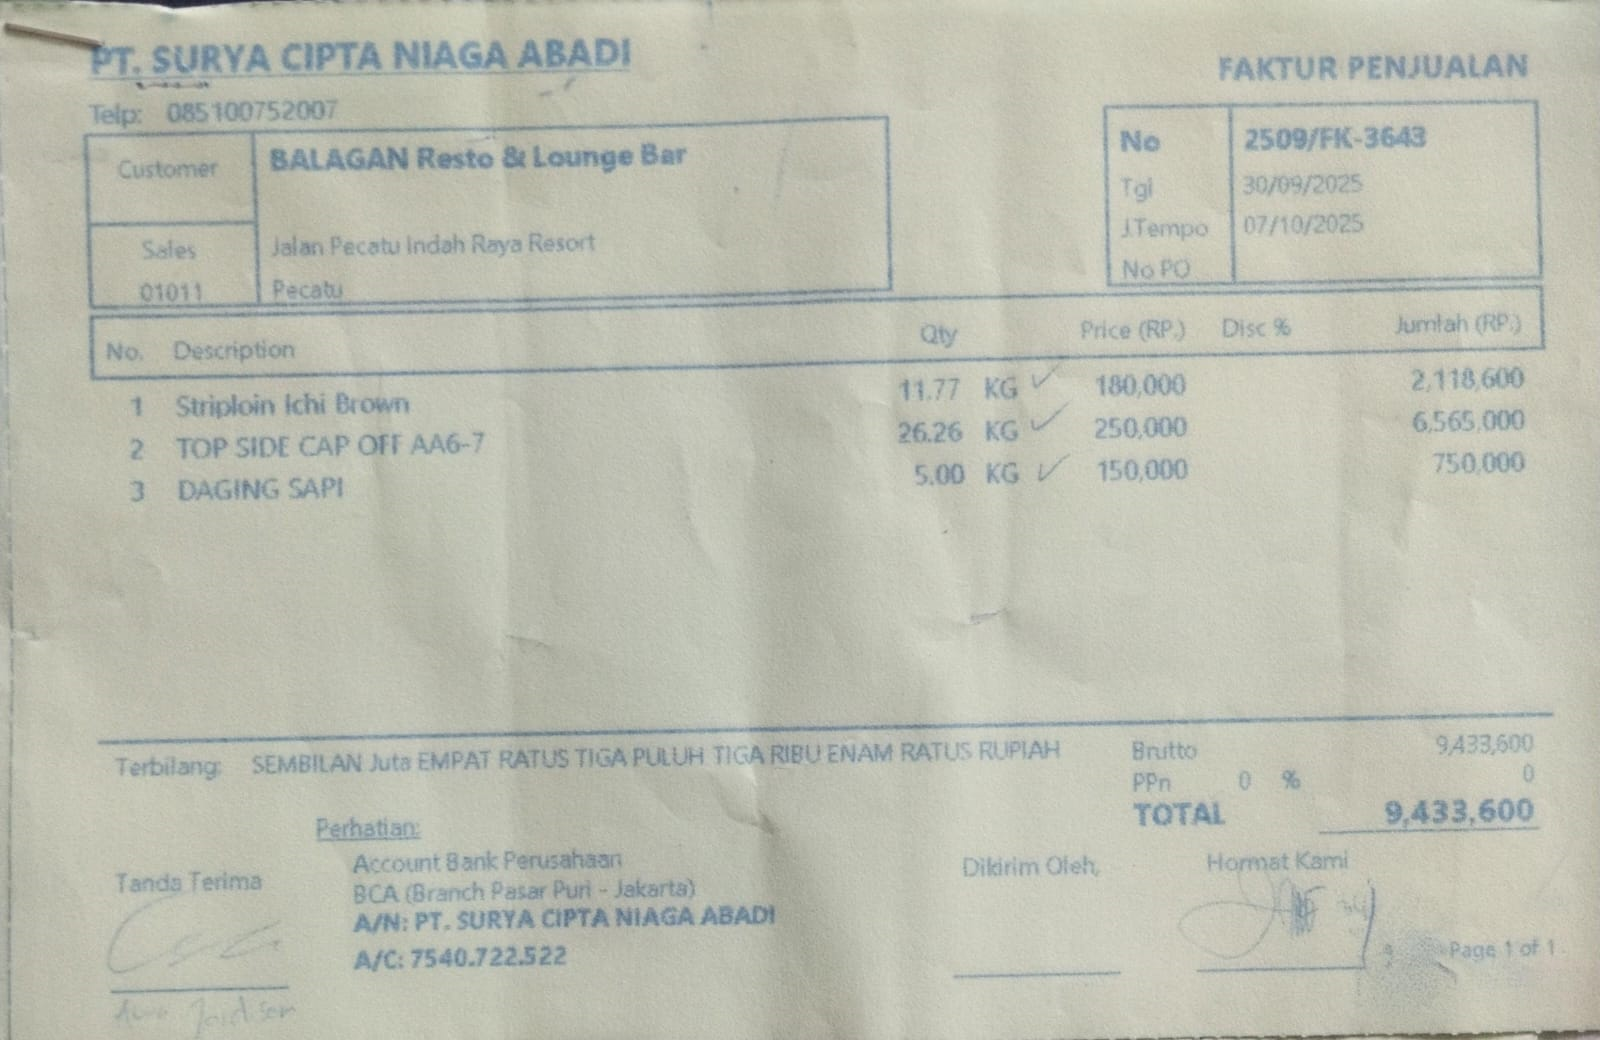 PT. SURYA CIPTA NIAGA ABADI
FAKTUR PENJUALAN
Telp: 085100752007
Customer BALAGAN Resto & Lounge Bar
Sales Jalan Pecatu Indah Raya Resort
01011 Pecatu
No 2509/FK-3643
Tgl 30/09/2025
J.Tempo 07/10/2025
No PO
No. Description Qty Price (RP.) Disc % Jumlah (RP.)
1 Striploin Ichi Brown 11.77 KG 180,000 2,118,600
2 TOP SIDE CAP OFF AA6-7 26.26 KG 250,000 6,565,000
3 DAGING SAPI 5.00 KG 150,000 750,000
Terbilang: SEMBILAN Juta EMPAT RATUS TIGA PULUH TIGA RIBU ENAM RATUS RUPIAH
Brutto 9,433,600
PPn 0 % 0
TOTAL 9,433,600
Perhatian:
Account Bank Perusahaan
BCA (Branch Pasar Puri - Jakarta)
A/N: PT. SURYA CIPTA NIAGA ABADI
A/C: 7540.722.522
Tanda Terima
Dikirim Oleh,
Hormat Kami
Page 1 of 1